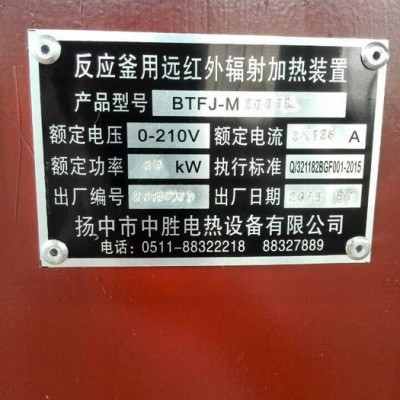 反应釜用远红外辐射加热装置
产品型号 BTFJ-M
额定电压 0-210V 额定电流 A
额定功率 kW 执行标准 Q/321182BGF001-2015
出厂编号 出厂日期
扬中市中胜电热设备有限公司
电话：0511-88322218 88327889